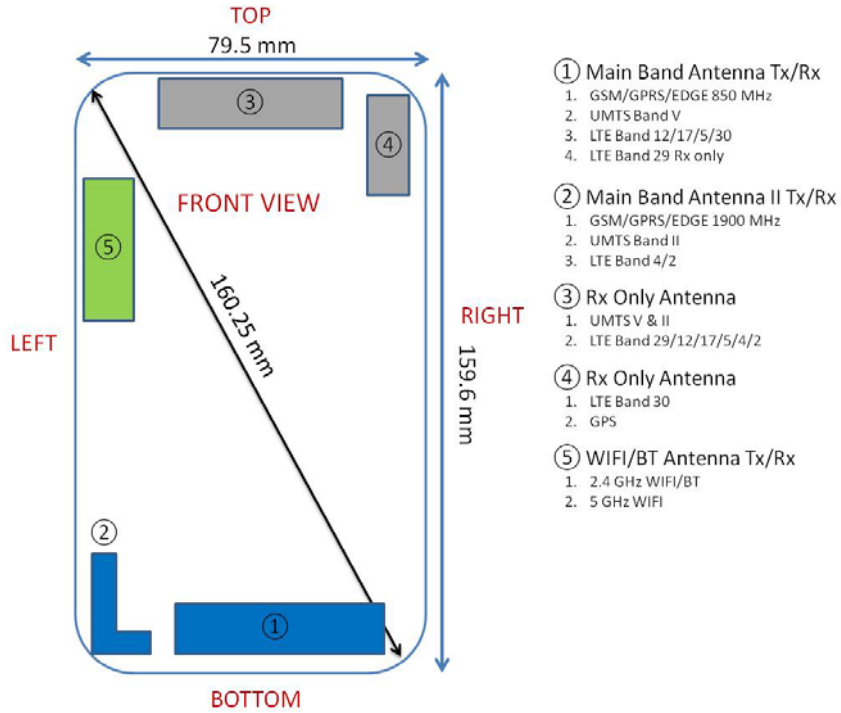 TOP
79.5 mm
③
④
FRONT VIEW
⑤
160.25 mm
LEFT
RIGHT
159.6 mm
②
①
BOTTOM
① Main Band Antenna Tx/Rx
1. GSM/GPRS/EDGE 850 MHz
2. UMTS Band V
3. LTE Band 12/17/5/30
4. LTE Band 29 Rx only
② Main Band Antenna II Tx/Rx
1. GSM/GPRS/EDGE 1900 MHz
2. UMTS Band II
3. LTE Band 4/2
③ Rx Only Antenna
1. UMTS V & II
2. LTE Band 29/12/17/5/4/2
④ Rx Only Antenna
1. LTE Band 30
2. GPS
⑤ WIFI/BT Antenna Tx/Rx
1. 2.4 GHz WIFI/BT
2. 5 GHz WIFI